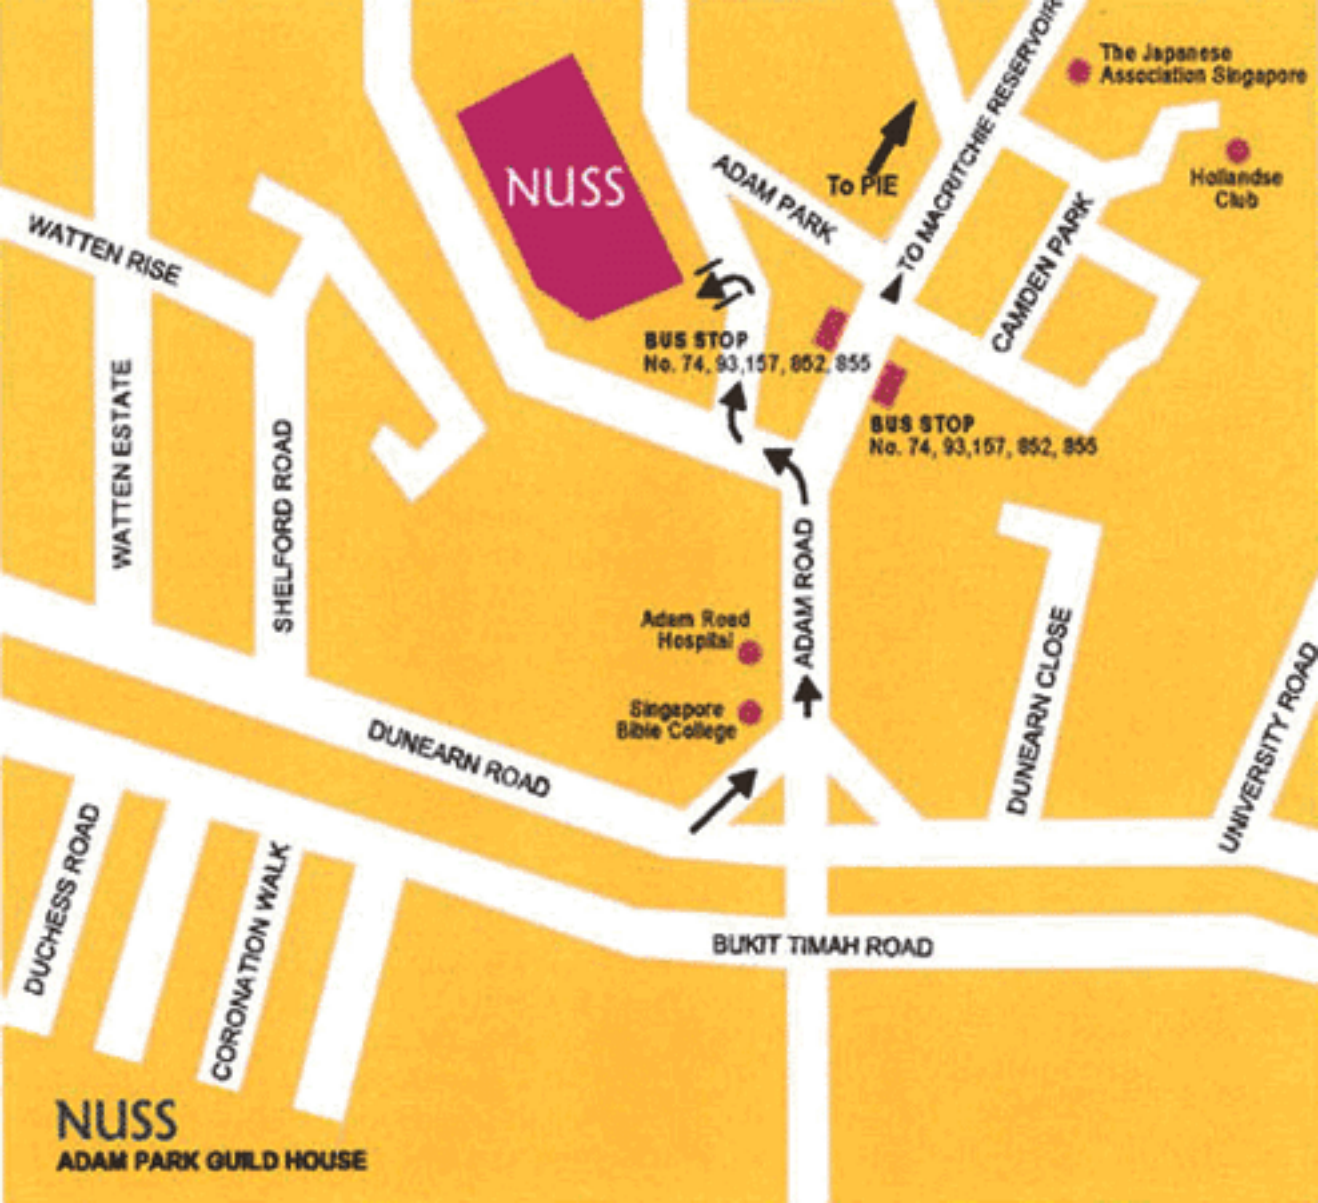 The Japanese
Association Singapore
TO MACRITCHIE RESERVOIR
Hollandse
Club
To PIE
ADAM PARK
NUSS
CAMDEN PARK
WATTEN RISE
BUS STOP
No. 74, 93,157, 852, 855
BUS STOP
No. 74, 93,157, 852, 855
WATTEN ESTATE
SHELFORD ROAD
ADAM ROAD
Adam Road
Hospital
Singapore
Bible College
DUNEARN CLOSE
UNIVERSITY ROAD
DUNEARN ROAD
DUCHESS ROAD
CORONATION WALK
BUKIT TIMAH ROAD
NUSS
ADAM PARK GUILD HOUSE